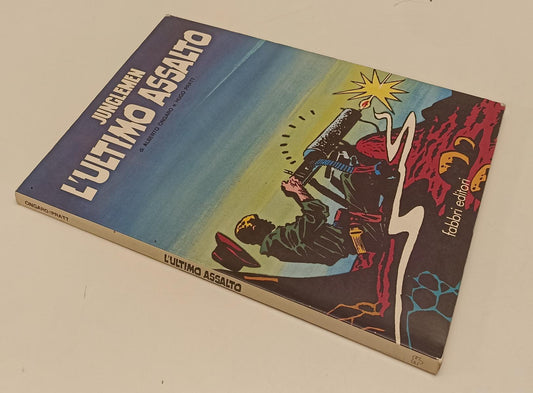 JUNGLEMEN
L'ULTIMO ASSALTO
di ALBERTO ONGARO e HUGO PRATT
fabbri editori
ONGARO-PRATT
L'ULTIMO ASSALTO